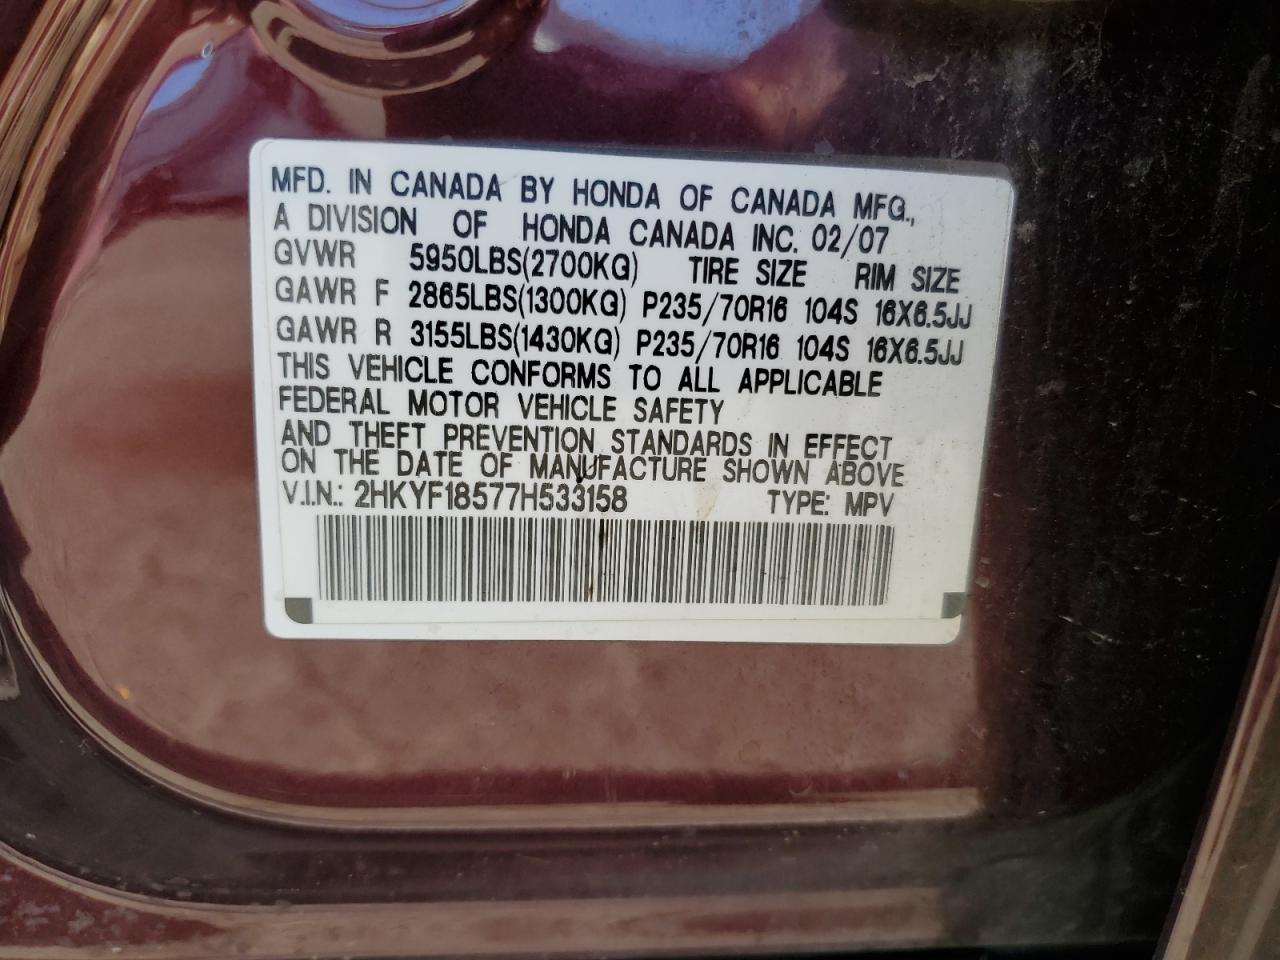 MFD. IN CANADA BY HONDA OF CANADA MFG.,
A DIVISION OF HONDA CANADA INC. 02/07
GVWR 5950LBS(2700KG) TIRE SIZE RIM SIZE
GAWR F 2865LBS(1300KG) P235/70R16 104S 16X6.5JJ
GAWR R 3155LBS(1430KG) P235/70R16 104S 16X6.5JJ
THIS VEHICLE CONFORMS TO ALL APPLICABLE
FEDERAL MOTOR VEHICLE SAFETY
AND THEFT PREVENTION STANDARDS IN EFFECT
ON THE DATE OF MANUFACTURE SHOWN ABOVE
V.I.N.: 2HKYF18577H533158 TYPE: MPV